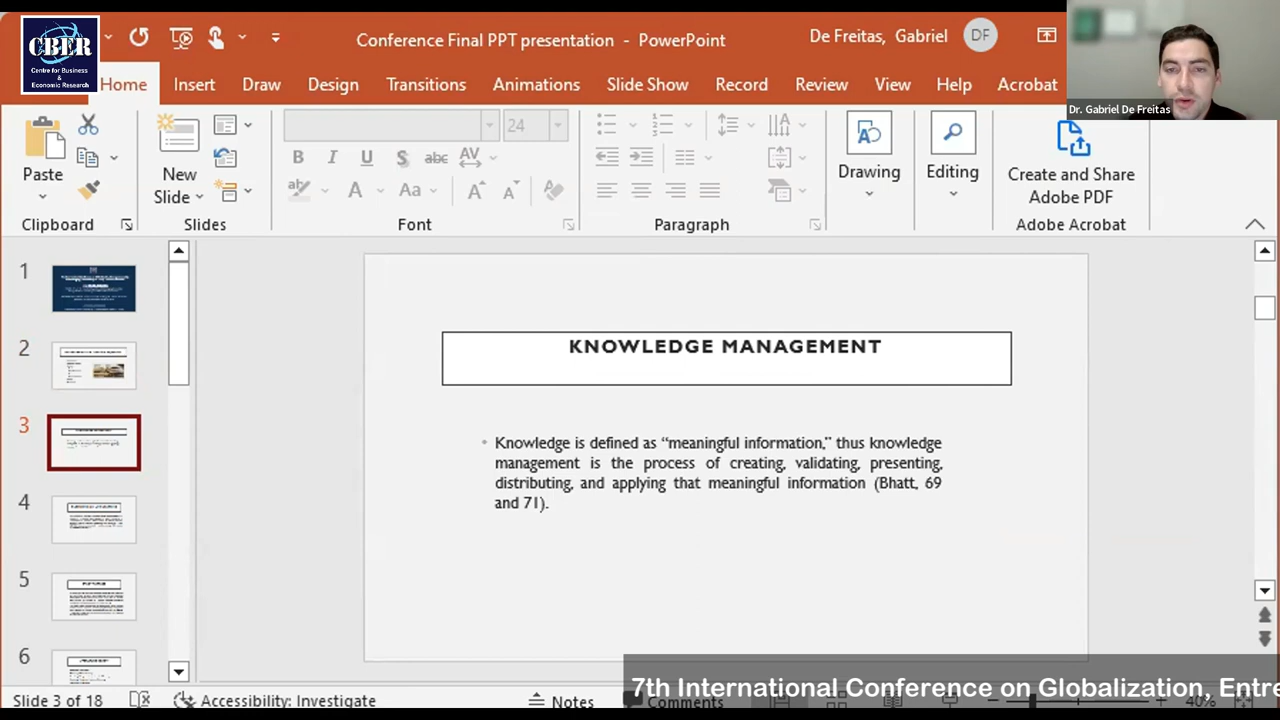 CBER
Centre for Business
&
Economic Research
Conference Final PPT presentation - PowerPoint
De Freitas, Gabriel
DF
Dr. Gabriel De Freitas
Home
Insert
Draw
Design
Transitions
Animations
Slide Show
Record
Review
View
Help
Acrobat
Paste
Clipboard
New
Slide
Slides
24
B I U S abc AV
A Aa A A
Font
Paragraph
Drawing
Editing
Create and Share
Adobe PDF
Adobe Acrobat
1
2
3
4
5
6
KNOWLEDGE MANAGEMENT
• Knowledge is defined as “meaningful information,” thus knowledge
management is the process of creating, validating, presenting,
distributing, and applying that meaningful information (Bhatt, 69
and 71).
7th International Conference on Globalization, Entre
Slide 3 of 18
Accessibility: Investigate
Notes
Comments
40%